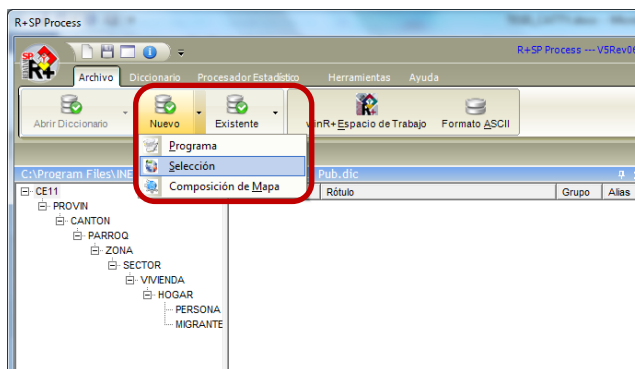 R+SP Process
R+SP Process --- V5Rev06
R+
Archivo Diccionario Procesador Estadístico Herramientas Ayuda
Abrir Diccionario Nuevo Existente winR+Espacio de Trabajo Formato ASCII
Programa
Selección
Composición de Mapa
C:\Program Files\INE Pub.dic
Rótulo Grupo Alias
CE11
PROVIN
CANTON
PARROQ
ZONA
SECTOR
VIVIENDA
HOGAR
PERSONA
MIGRANTE